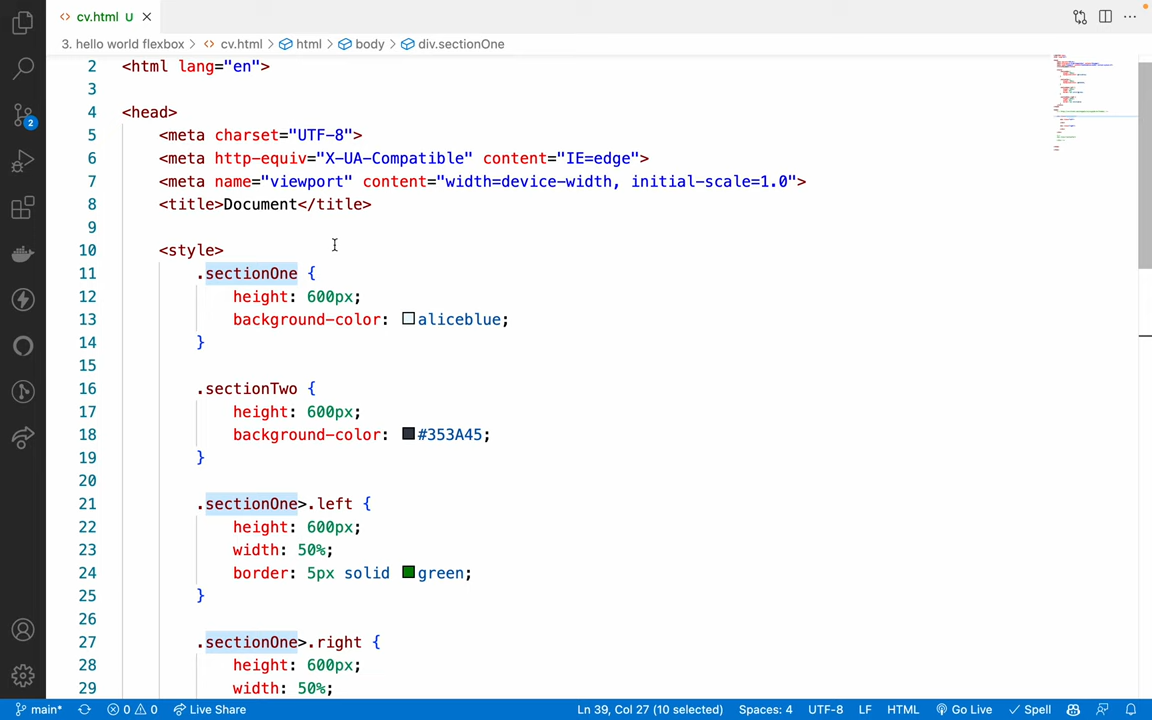 cv.html U
3. hello world flexbox > cv.html > html > body > div.sectionOne
2 <html lang="en">
3
4 <head>
5 <meta charset="UTF-8">
6 <meta http-equiv="X-UA-Compatible" content="IE=edge">
7 <meta name="viewport" content="width=device-width, initial-scale=1.0">
8 <title>Document</title>
9
10 <style>
11 .sectionOne {
12 height: 600px;
13 background-color: aliceblue;
14 }
15
16 .sectionTwo {
17 height: 600px;
18 background-color: #353A45;
19 }
20
21 .sectionOne>.left {
22 height: 600px;
23 width: 50%;
24 border: 5px solid green;
25 }
26
27 .sectionOne>.right {
28 height: 600px;
29 width: 50%;
2
main* 0 0 Live Share Ln 39, Col 27 (10 selected) Spaces: 4 UTF-8 LF HTML Go Live Spell